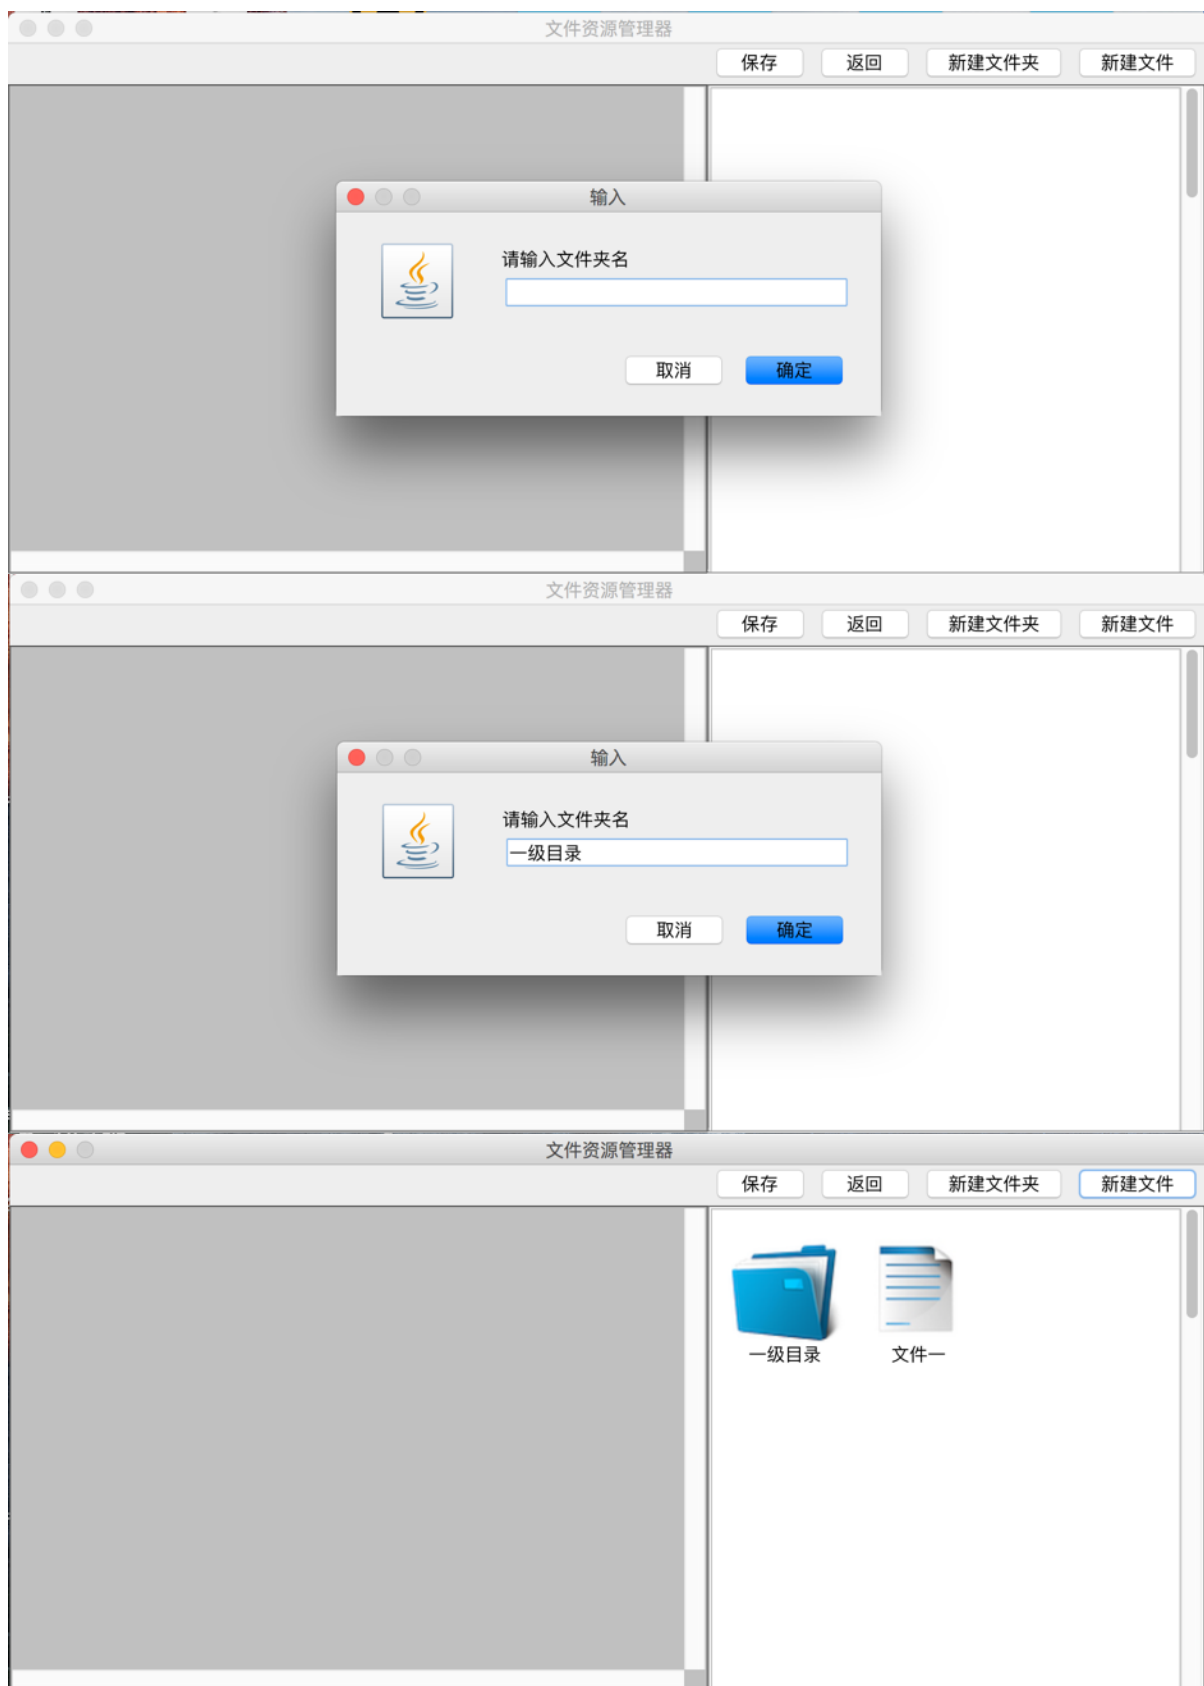 文件资源管理器
保存 返回 新建文件夹 新建文件
输入
请输入文件夹名
取消 确定
文件资源管理器
保存 返回 新建文件夹 新建文件
输入
请输入文件夹名
一级目录
取消 确定
文件资源管理器
保存 返回 新建文件夹 新建文件
一级目录 文件一